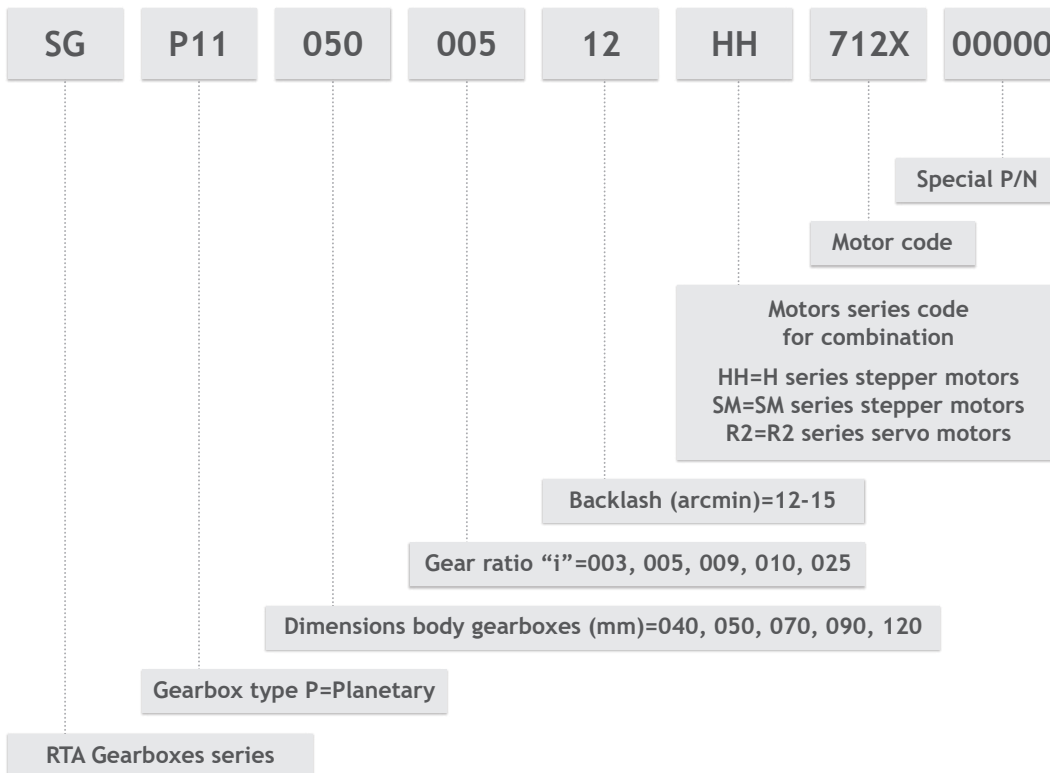 SG P11 050 005 12 HH 712X 00000
Special P/N
Motor code
Motors series code
for combination
HH=H series stepper motors
SM=SM series stepper motors
R2=R2 series servo motors
Backlash (arcmin)=12-15
Gear ratio “i”=003, 005, 009, 010, 025
Dimensions body gearboxes (mm)=040, 050, 070, 090, 120
Gearbox type P=Planetary
RTA Gearboxes series